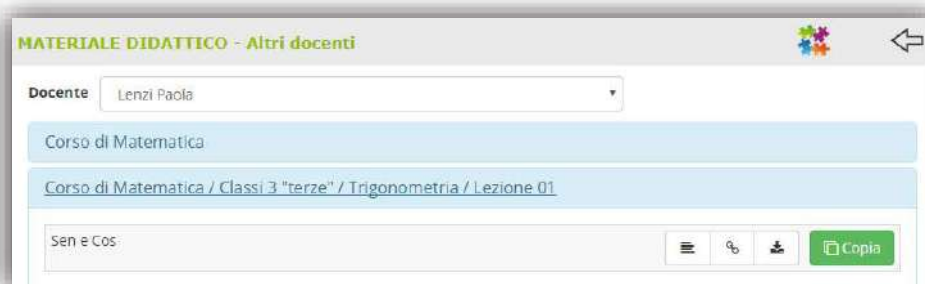 MATERIALE DIDATTICO - Altri docenti
Docente Lenzi Paola
Corso di Matematica
Corso di Matematica / Classi 3 "terze" / Trigonometria / Lezione 01
Sen e Cos
Copia